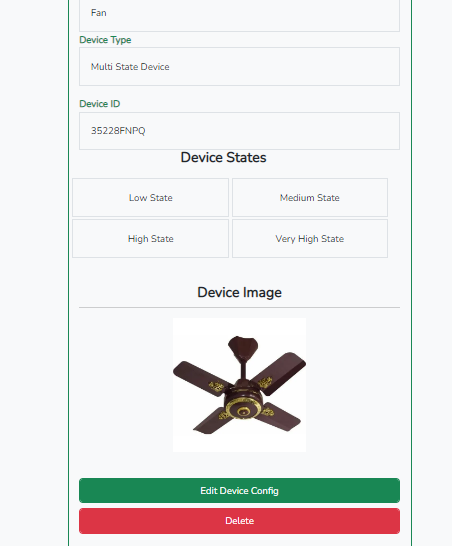 Fan
Device Type
Multi State Device
Device ID
35228FNPQ
Device States
Low State
Medium State
High State
Very High State
Device Image
Edit Device Config
Delete